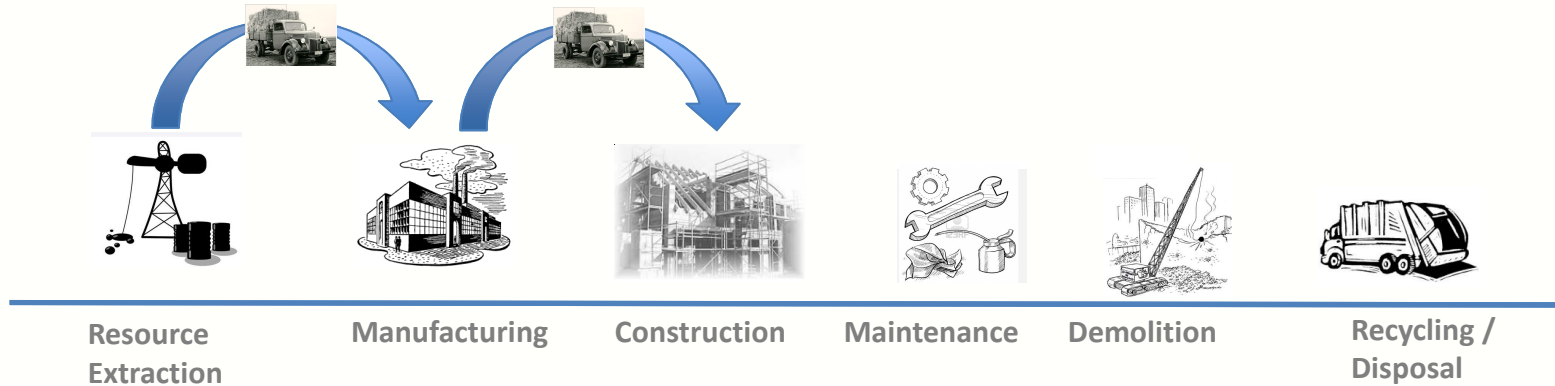 Resource
Extraction
Manufacturing
Construction
Maintenance
Demolition
Recycling /
Disposal